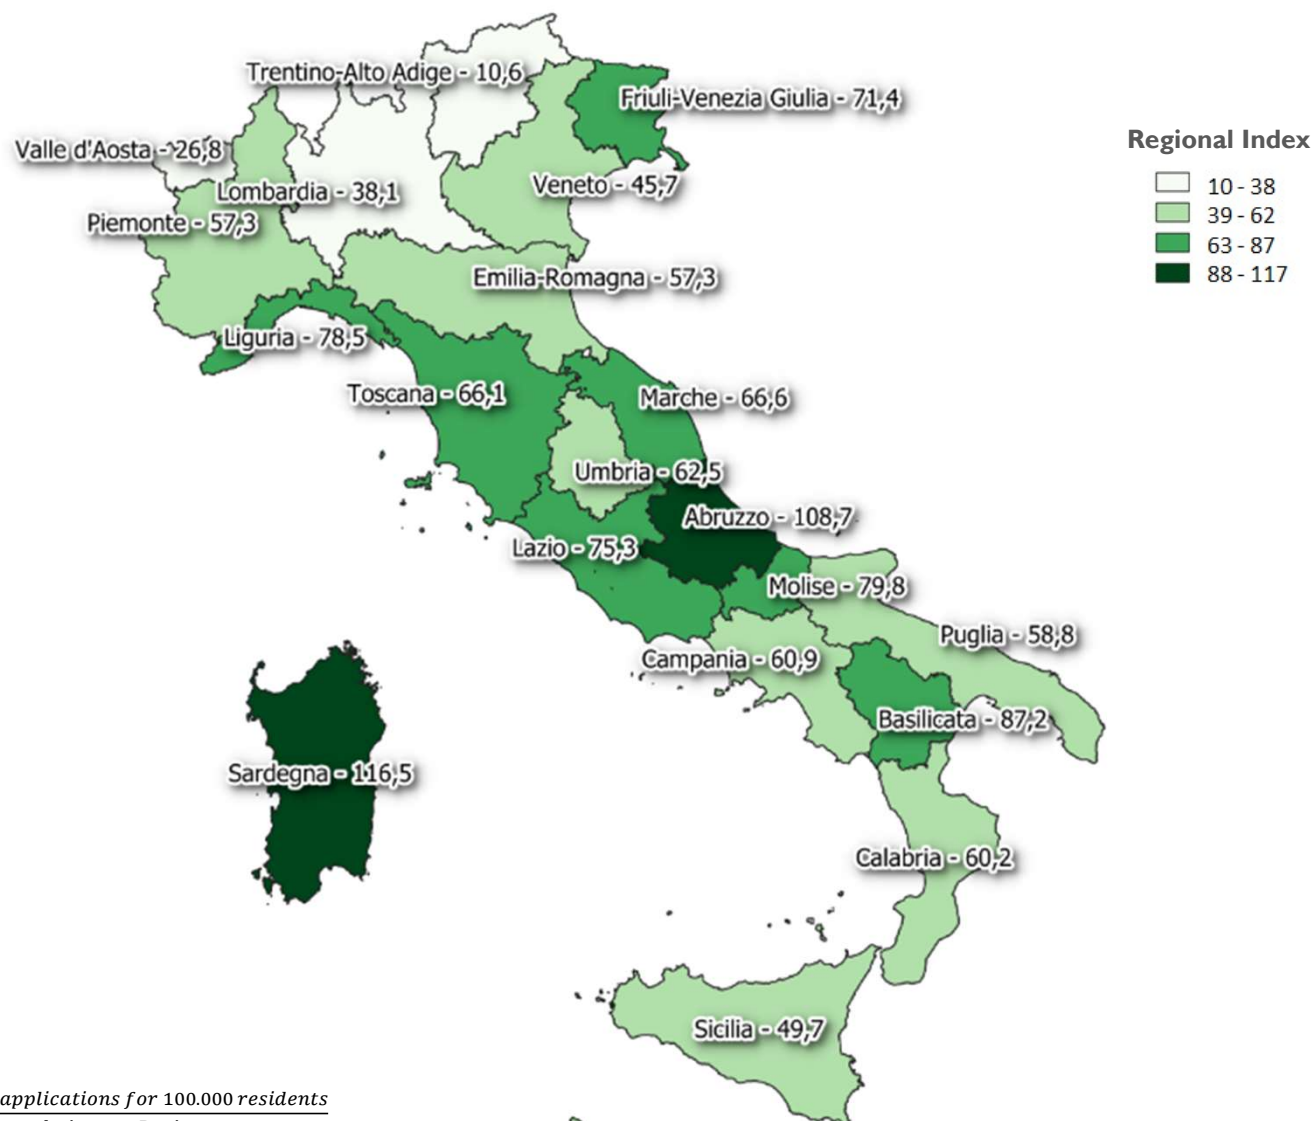 Trentino-Alto Adige - 10,6
Friuli-Venezia Giulia - 71,4
Valle d'Aosta - 26,8
Lombardia - 38,1
Veneto - 45,7
Piemonte - 57,3
Emilia-Romagna - 57,3
Liguria - 78,5
Toscana - 66,1
Marche - 66,6
Umbria - 62,5
Abruzzo - 108,7
Lazio - 75,3
Molise - 79,8
Puglia - 58,8
Campania - 60,9
Basilicata - 87,2
Sardegna - 116,5
Calabria - 60,2
Sicilia - 49,7
Regional Index
10 - 38
39 - 62
63 - 87
88 - 117
applications for 100.000 residents